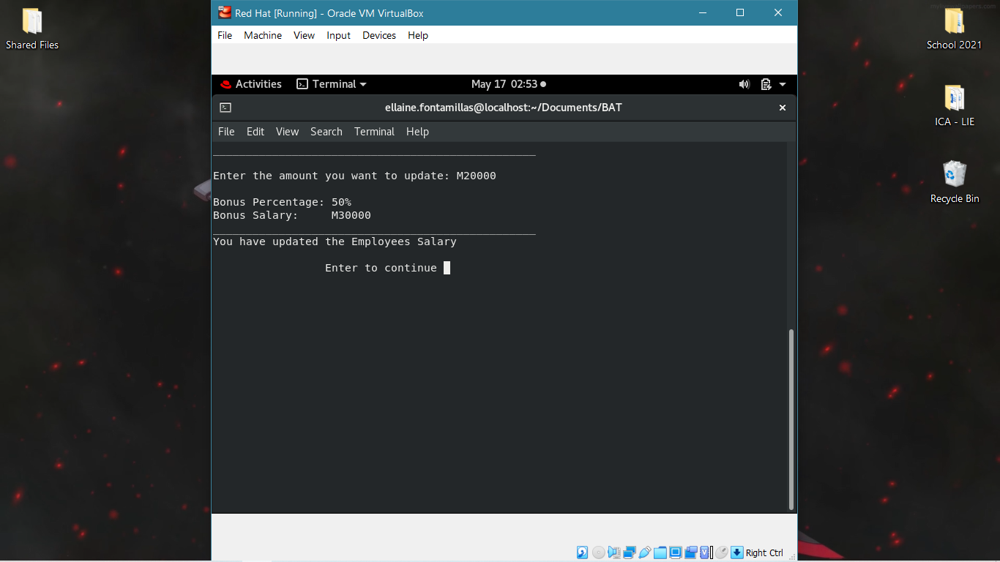 Shared Files
Red Hat [Running] - Oracle VM VirtualBox
File Machine View Input Devices Help
Activities Terminal May 17 02:53
ellaine.fontamillas@localhost:~/Documents/BAT
File Edit View Search Terminal Help
Enter the amount you want to update: M20000
Bonus Percentage: 50%
Bonus Salary: M30000
You have updated the Employees Salary
Enter to continue
Right Ctrl
School 2021
ICA - LIE
Recycle Bin